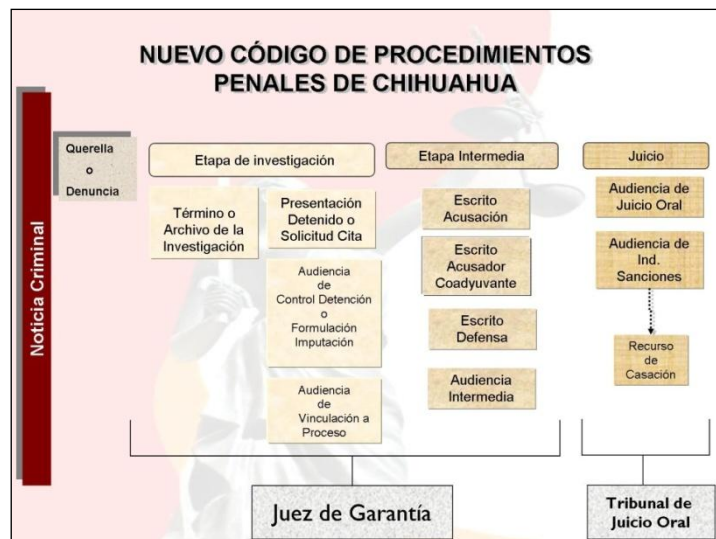 NUEVO CÓDIGO DE PROCEDIMIENTOS
PENALES DE CHIHUAHUA
Noticia Criminal
Querella
o
Denuncia
Etapa de investigación
Término o
Archivo de la
Investigación
Presentación
Detenido o
Solicitud Cita
Audiencia
de
Control Detención
o
Formulación
Imputación
Audiencia
de
Vinculación a
Proceso
Etapa Intermedia
Escrito
Acusación
Escrito
Acusador
Coadyuvante
Escrito
Defensa
Audiencia
Intermedia
Juicio
Audiencia de
Juicio Oral
Audiencia de
Ind.
Sanciones
Recurso
de
Casación
Juez de Garantía
Tribunal de
Juicio Oral